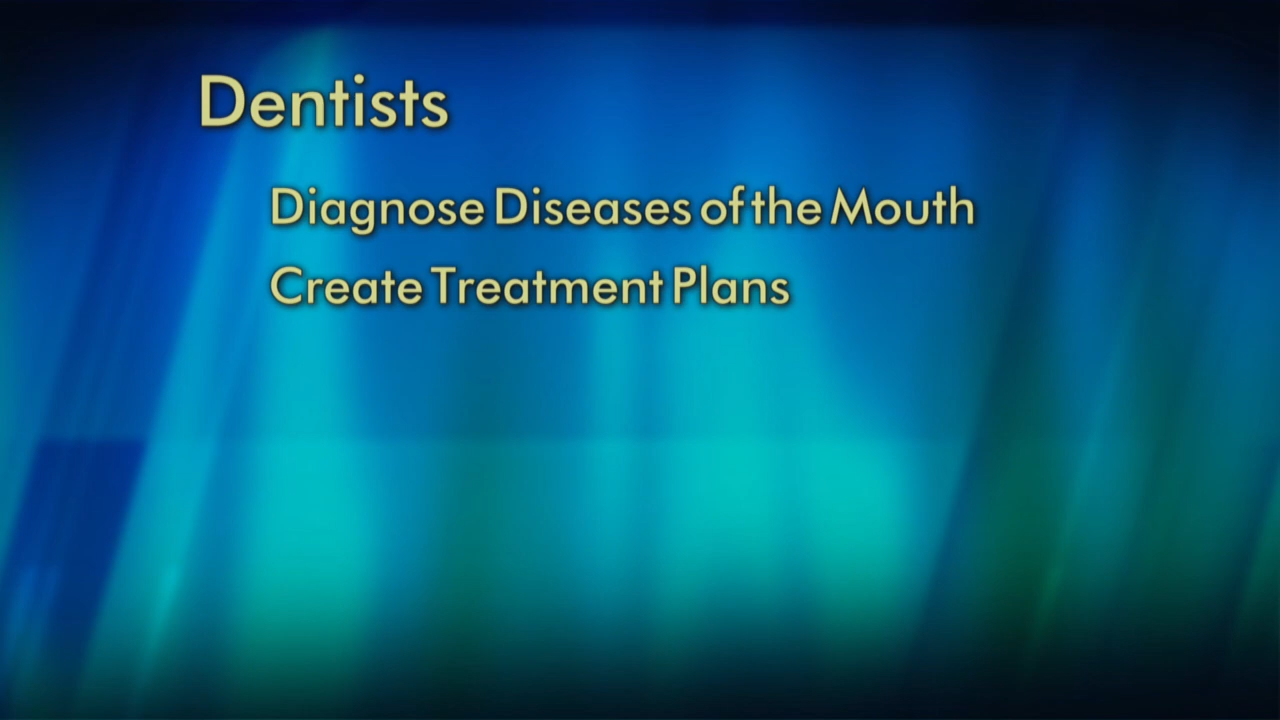 Dentists
Diagnose Diseases of the Mouth
Create Treatment Plans